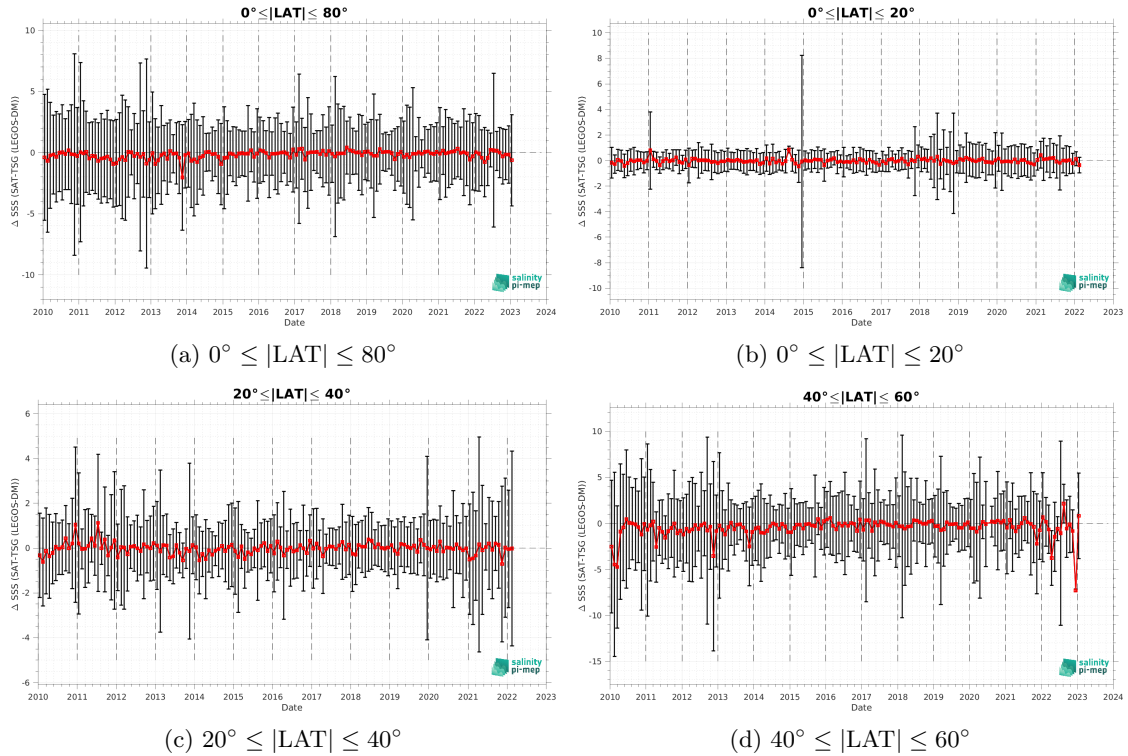 0°≤|LAT|≤ 80°
10
5
0
-5
-10
Δ SSS (SAT-TSG (LEGOS-DM))
2010 2011 2012 2013 2014 2015 2016 2017 2018 2019 2020 2021 2022 2023 2024
Date
salinity
pi-mep
(a) 0° ≤ |LAT| ≤ 80°
0°≤|LAT|≤ 20°
10
8
6
4
2
0
-2
-4
-6
-8
-10
Δ SSS (SAT-TSG (LEGOS-DM))
2010 2011 2012 2013 2014 2015 2016 2017 2018 2019 2020 2021 2022 2023
Date
salinity
pi-mep
(b) 0° ≤ |LAT| ≤ 20°
20°≤|LAT|≤ 40°
6
4
2
0
-2
-4
-6
Δ SSS (SAT-TSG (LEGOS-DM))
2010 2011 2012 2013 2014 2015 2016 2017 2018 2019 2020 2021 2022 2023
Date
salinity
pi-mep
(c) 20° ≤ |LAT| ≤ 40°
40°≤|LAT|≤ 60°
10
5
0
-5
-10
-15
Δ SSS (SAT-TSG (LEGOS-DM))
2010 2011 2012 2013 2014 2015 2016 2017 2018 2019 2020 2021 2022 2023 2024
Date
salinity
pi-mep
(d) 40° ≤ |LAT| ≤ 60°